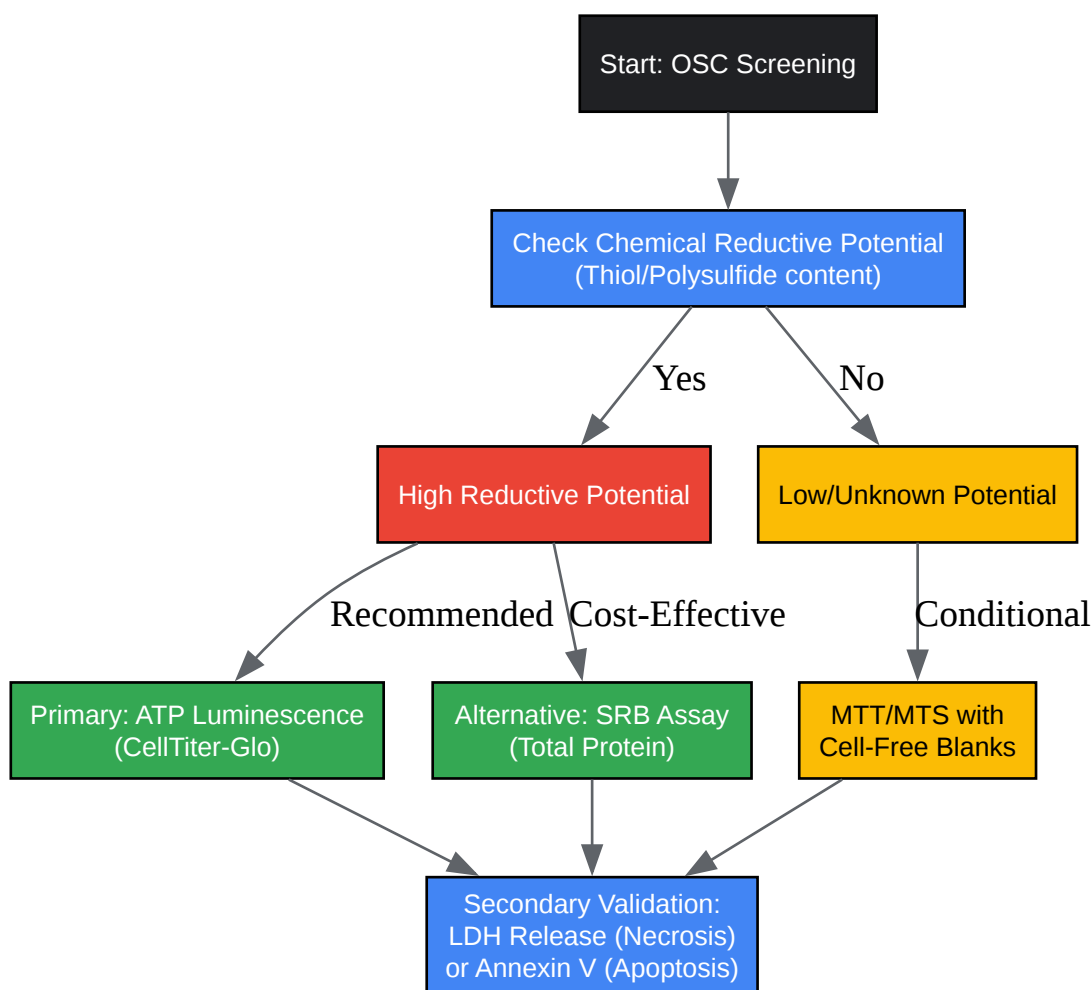 Start: OSC Screening
Check Chemical Reductive Potential
(Thiol/Polysulfide content)
Yes
No
High Reductive Potential
Low/Unknown Potential
Recommended
Cost-Effective
Conditional
Primary: ATP Luminescence
(CellTiter-Glo)
Alternative: SRB Assay
(Total Protein)
MTT/MTS with
Cell-Free Blanks
Secondary Validation:
LDH Release (Necrosis)
or Annexin V (Apoptosis)